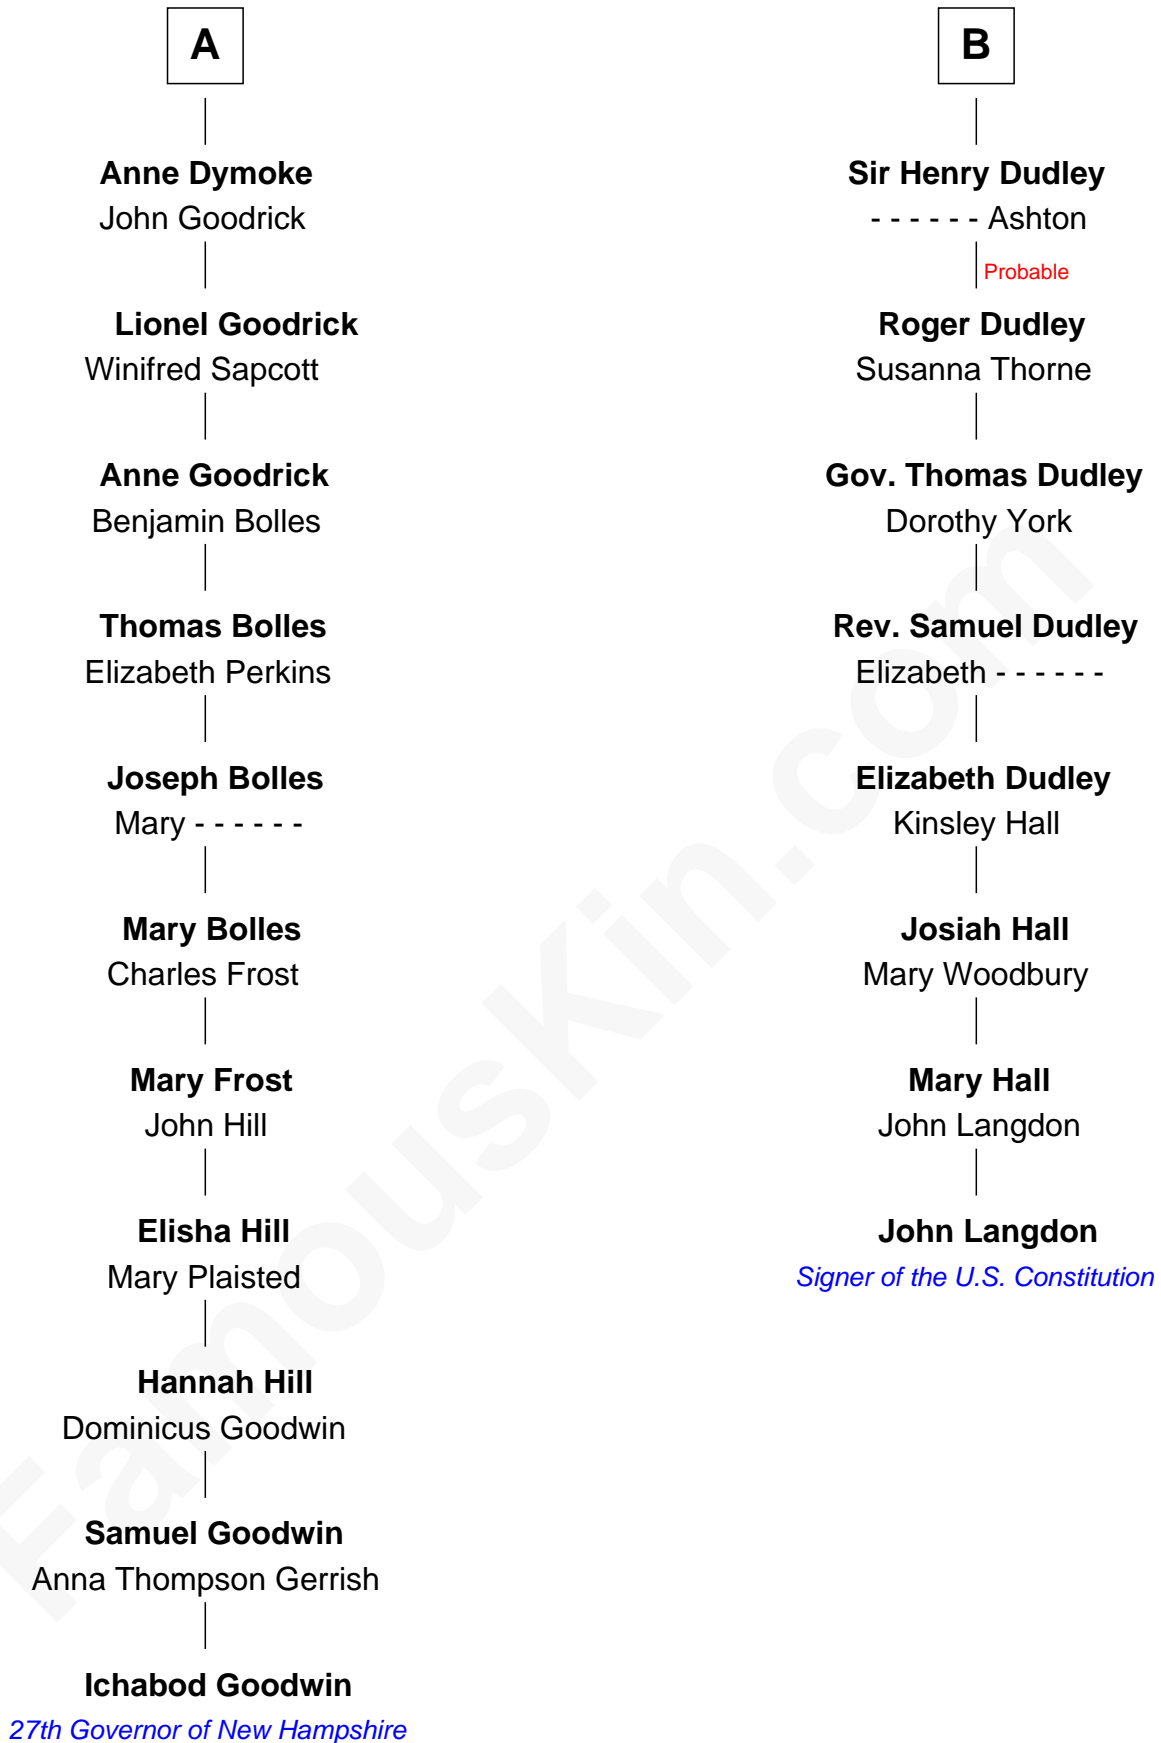 A
Anne Dymoke
John Goodrick
Lionel Goodrick
Winifred Sapcott
Anne Goodrick
Benjamin Bolles
Thomas Bolles
Elizabeth Perkins
Joseph Bolles
Mary - - - - - -
Mary Bolles
Charles Frost
Mary Frost
John Hill
Elisha Hill
Mary Plaisted
Hannah Hill
Dominicus Goodwin
Samuel Goodwin
Anna Thompson Gerrish
Ichabod Goodwin
27th Governor of New Hampshire
B
Sir Henry Dudley
- - - - - - Ashton
Probable
Roger Dudley
Susanna Thorne
Gov. Thomas Dudley
Dorothy York
Rev. Samuel Dudley
Elizabeth - - - - - -
Elizabeth Dudley
Kinsley Hall
Josiah Hall
Mary Woodbury
Mary Hall
John Langdon
John Langdon
Signer of the U.S. Constitution
FamousKin.com